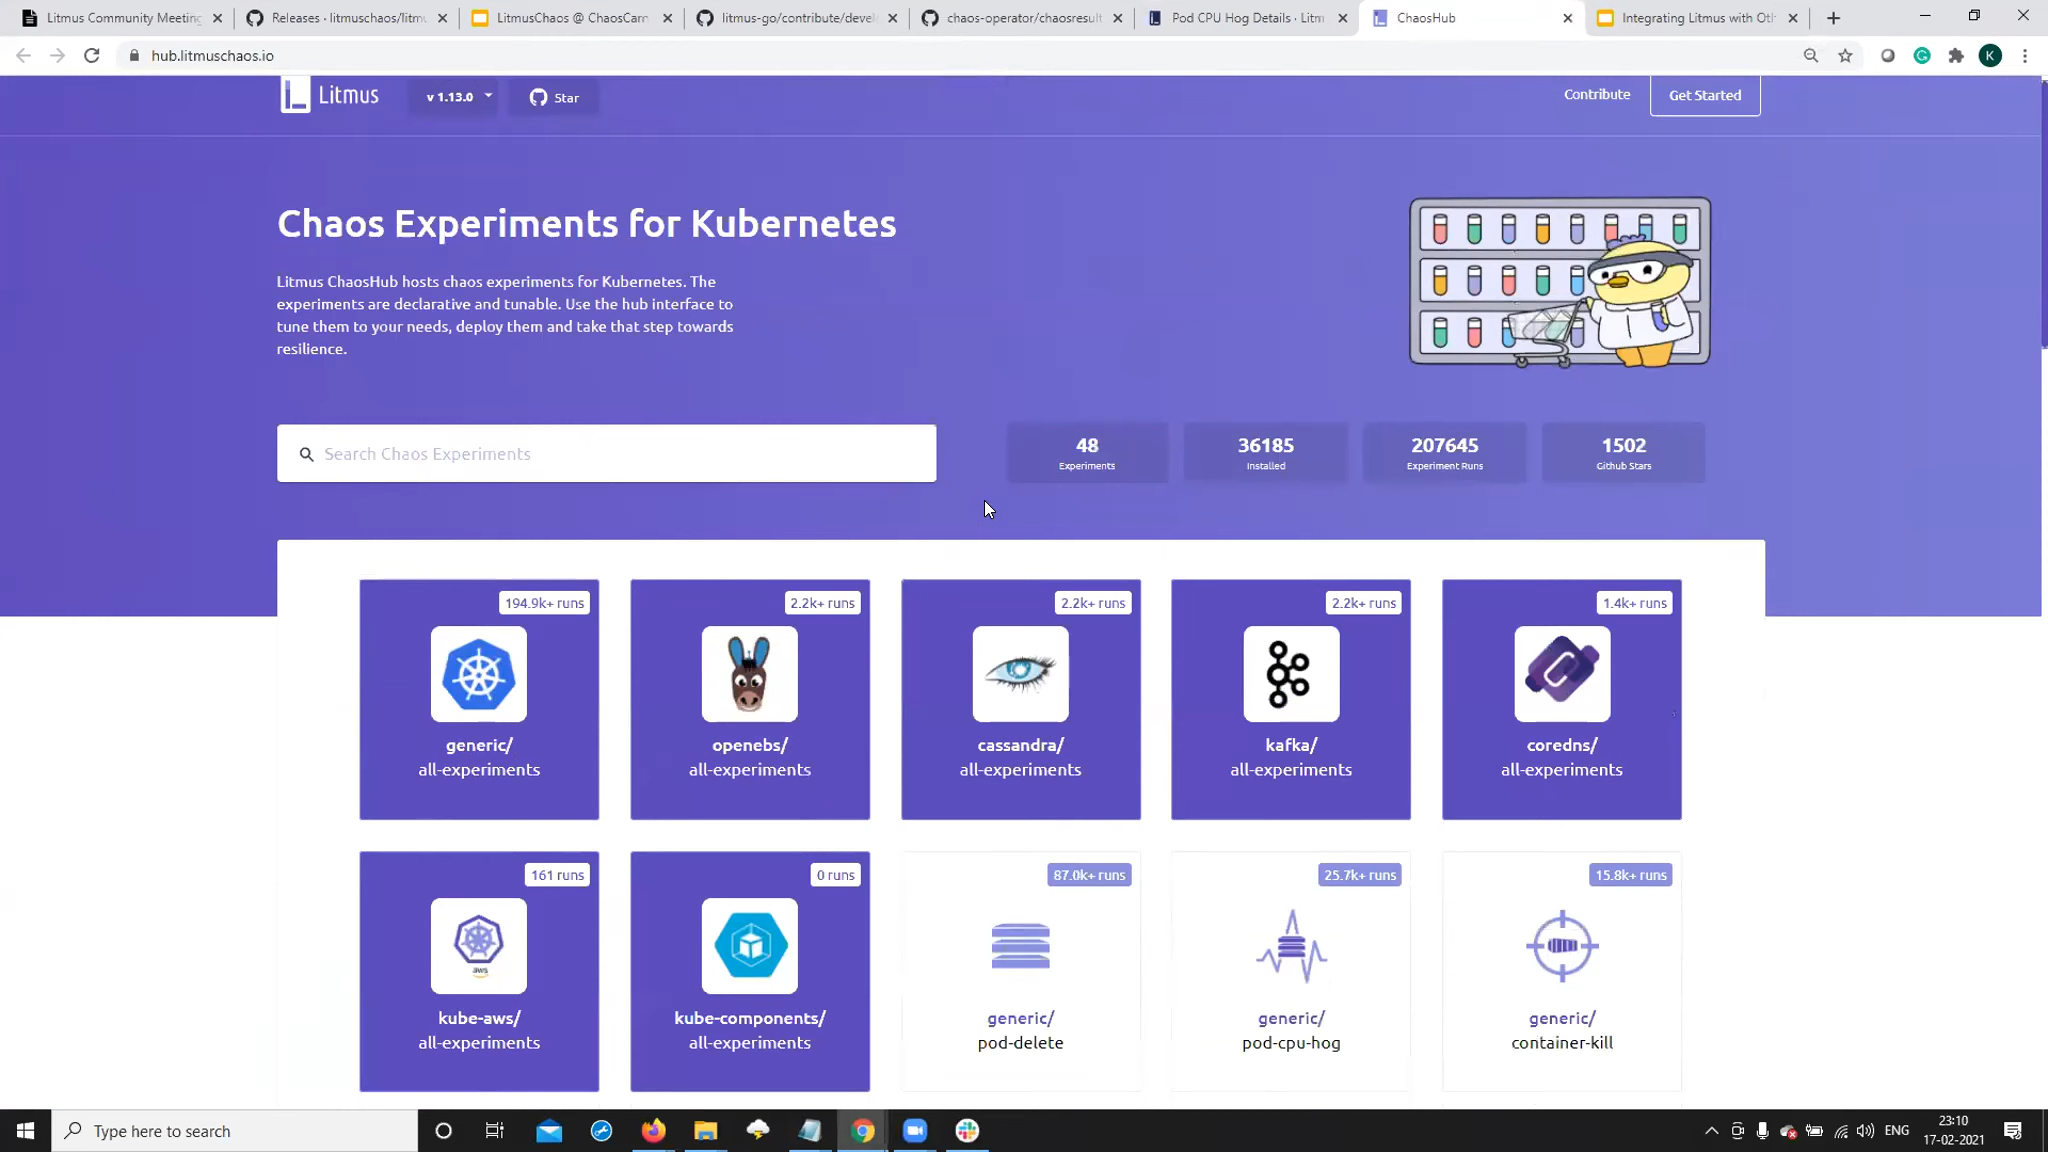 Litmus Community Meeting
Releases · litmuschaos/litmu
LitmusChaos @ ChaosCarn
litmus-go/contribute/devel
chaos-operator/chaosresult
Pod CPU Hog Details · Litm
ChaosHub
Integrating Litmus with Oth
hub.litmuschaos.io
K
Litmus
v 1.13.0
Star
Contribute
Get Started
Chaos Experiments for Kubernetes
Litmus ChaosHub hosts chaos experiments for Kubernetes. The
experiments are declarative and tunable. Use the hub interface to
tune them to your needs, deploy them and take that step towards
resilience.
Search Chaos Experiments
48
Experiments
36185
Installed
207645
Experiment Runs
1502
Github Stars
194.9k+ runs
generic/
all-experiments
2.2k+ runs
openebs/
all-experiments
2.2k+ runs
cassandra/
all-experiments
2.2k+ runs
kafka/
all-experiments
1.4k+ runs
coredns/
all-experiments
161 runs
aws
kube-aws/
all-experiments
0 runs
kube-components/
all-experiments
87.0k+ runs
generic/
pod-delete
25.7k+ runs
generic/
pod-cpu-hog
15.8k+ runs
generic/
container-kill
Type here to search
ENG
23:10
17-02-2021